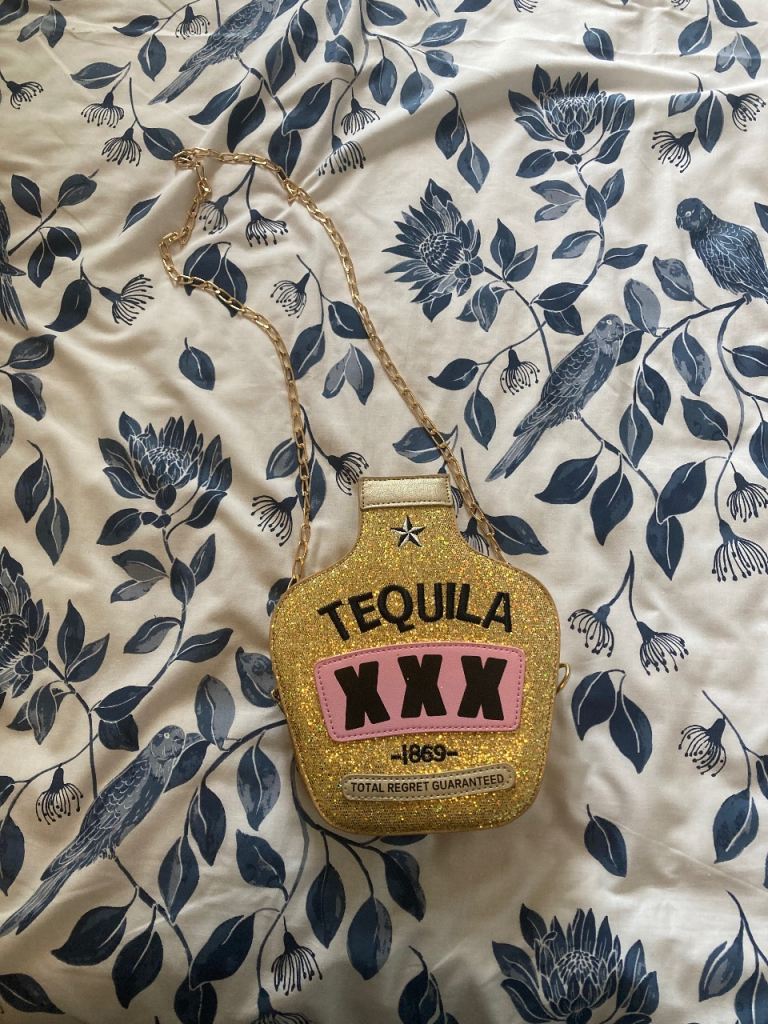 TEQUILA
XXX
-1869-
TOTAL REGRET GUARANTEED